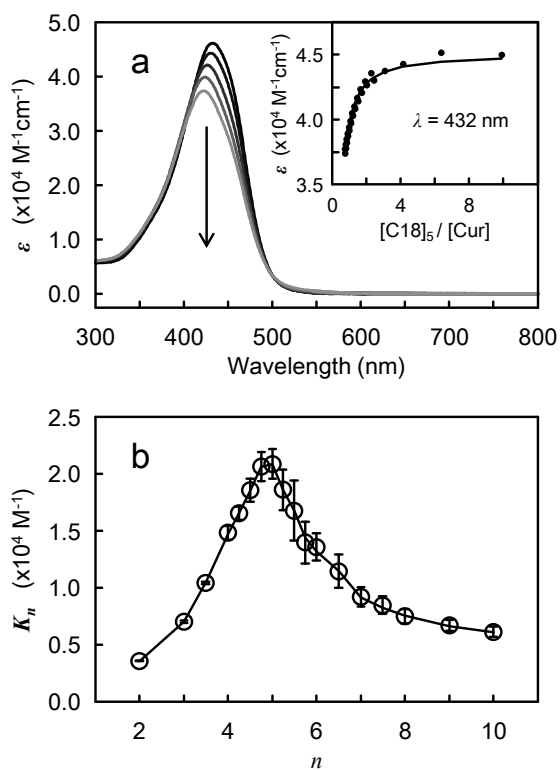 a
ε (x10⁴ M⁻¹cm⁻¹)
5.0
4.0
3.0
2.0
1.0
0.0
300 400 500 600 700 800
Wavelength (nm)
ε (x10⁴ M⁻¹cm⁻¹)
4.5
4.0
3.5
λ = 432 nm
0 4 8 12
[C18]₅ / [Cur]
b
Kₙ (x10⁴ M⁻¹)
2.5
2.0
1.5
1.0
0.5
0.0
2 4 6 8 10
n